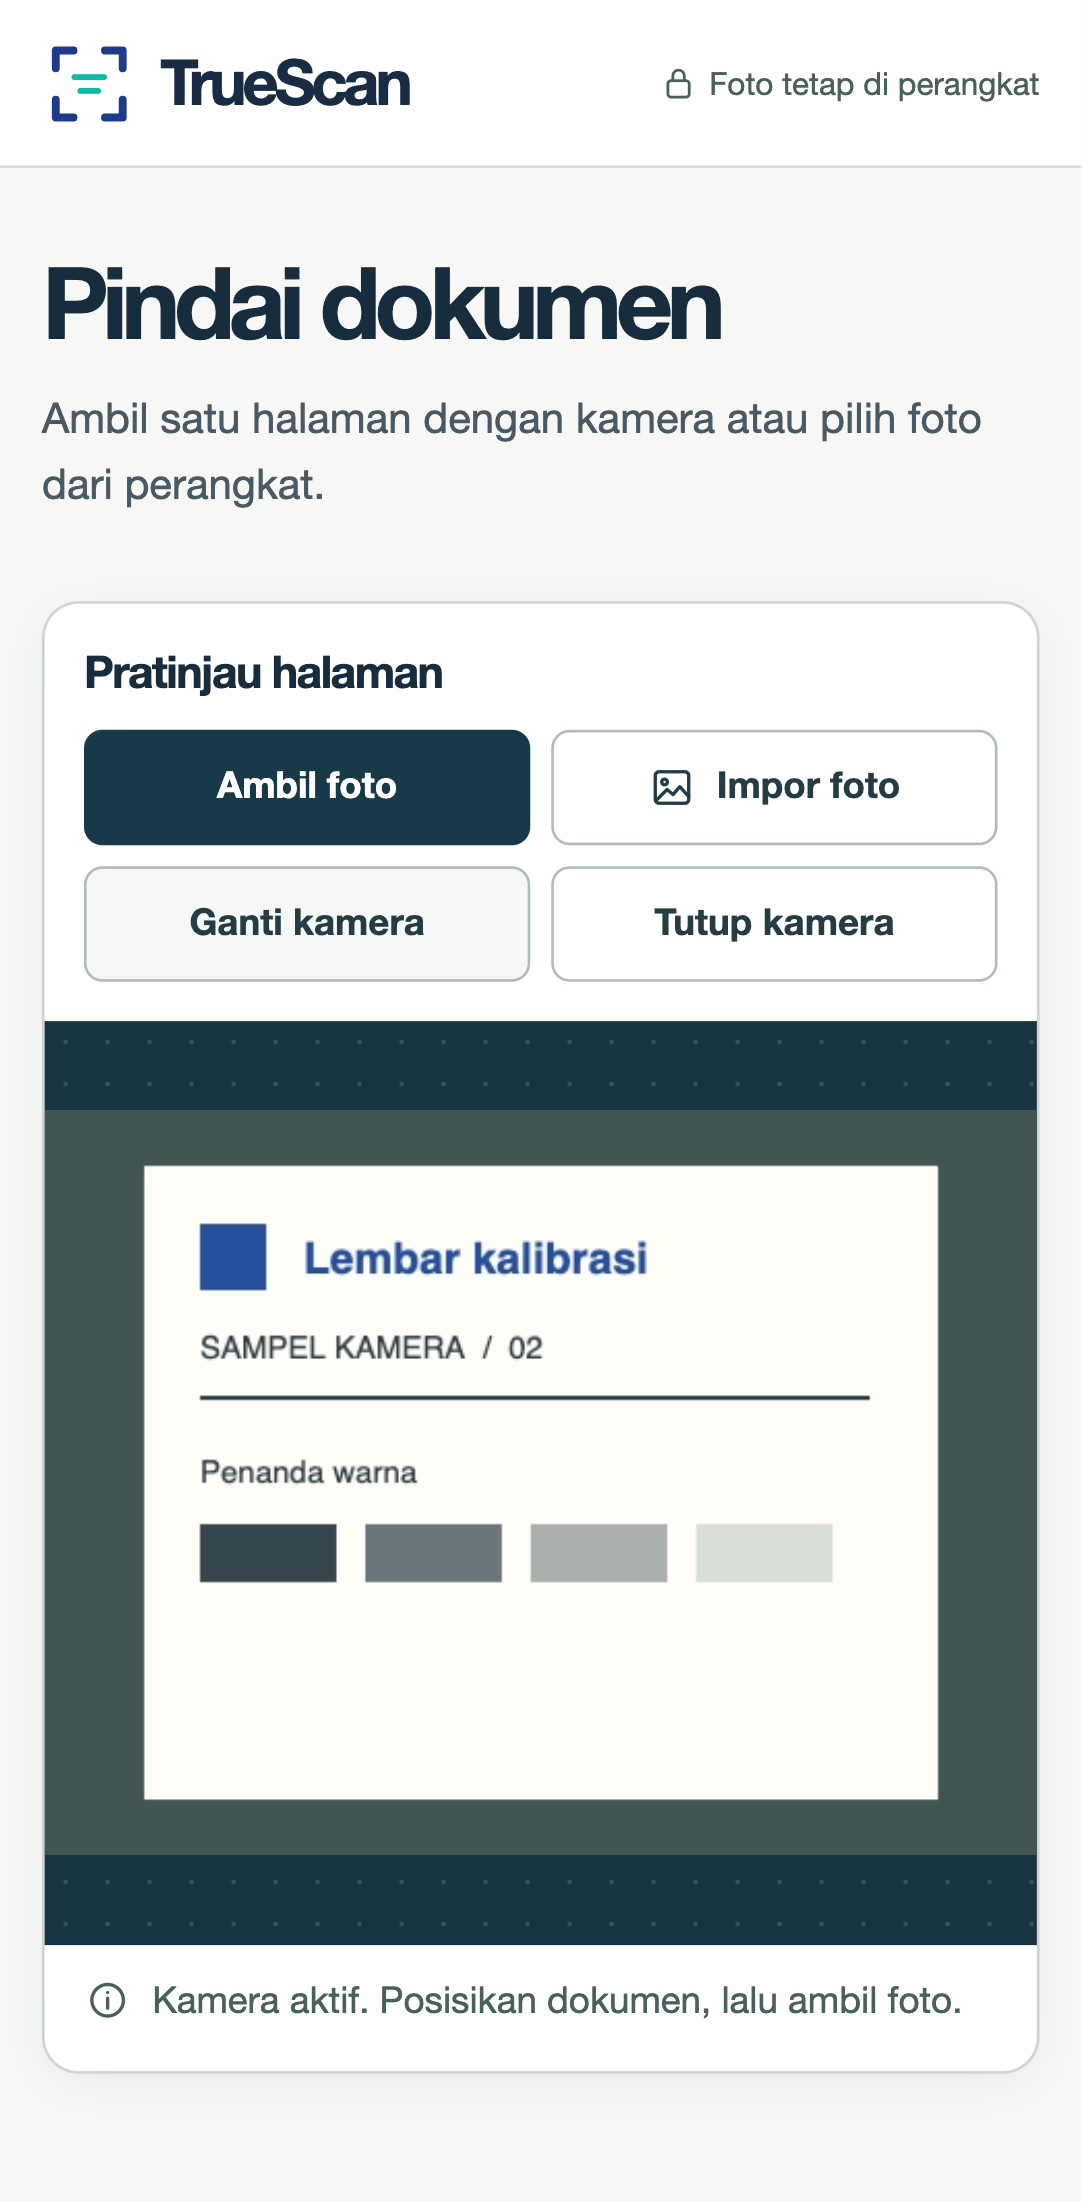 TrueScan
Foto tetap di perangkat
Pindai dokumen
Ambil satu halaman dengan kamera atau pilih foto
dari perangkat.
Pratinjau halaman
Ambil foto
Impor foto
Ganti kamera
Tutup kamera
Lembar kalibrasi
SAMPEL KAMERA / 02
Penanda warna
Kamera aktif. Posisikan dokumen, lalu ambil foto.